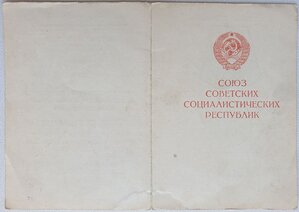 СОЮЗ
СОВЕТСКИХ
СОЦИАЛИСТИЧЕСКИХ
РЕСПУБЛИК